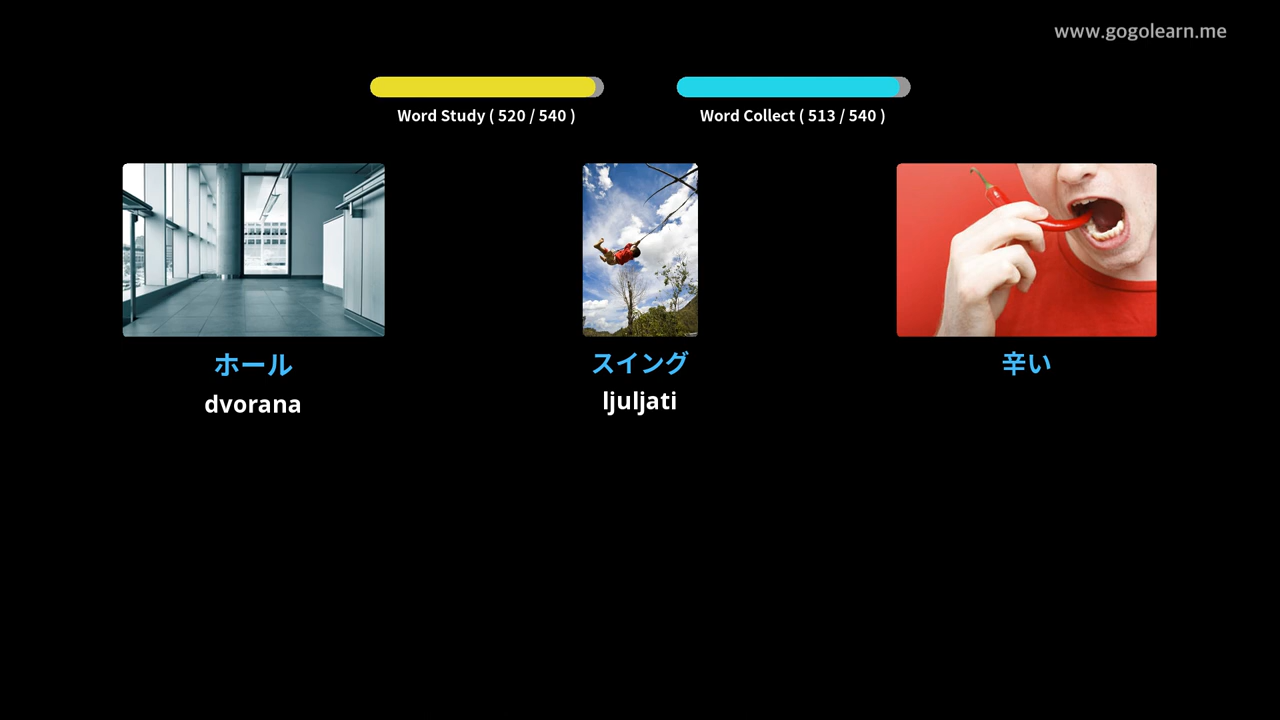 www.gogolearn.me
Word Study ( 520 / 540 )
Word Collect ( 513 / 540 )
ホール
スイング
辛い
dvorana
ljuljati